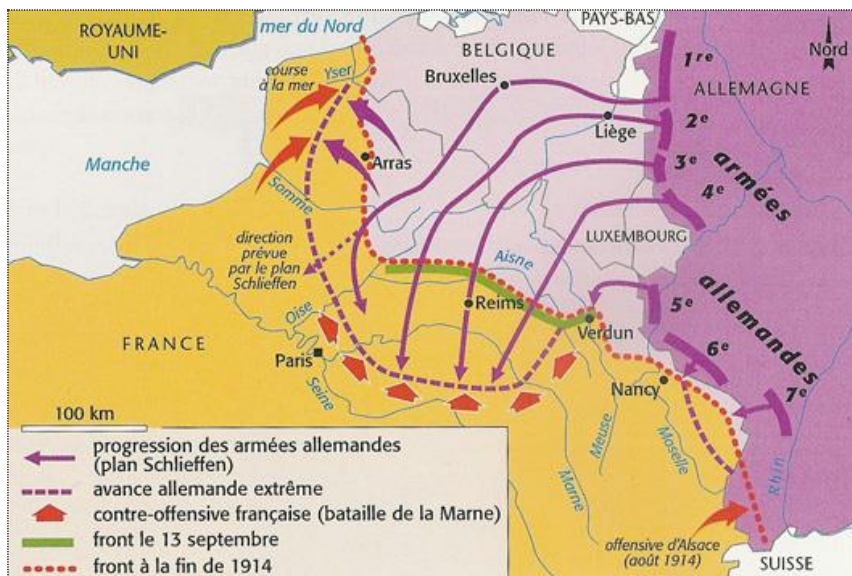 ROYAUME-
UNI
mer du Nord
PAYS-BAS
Nord
BELGIQUE
course
à la mer
Yser
Bruxelles
1re
ALLEMAGNE
Liège
2e
3e
4e
armées
Manche
Arras
Somme
LUXEMBOURG
direction
prévue
par le plan
Schlieffen
Aisne
allemandes
Oise
Reims
5e
Verdun
6e
FRANCE
Paris
Seine
Nancy
7e
100 km
Meuse
Moselle
Marne
Rhin
progression des armées allemandes
(plan Schlieffen)
avance allemande extrême
contre-offensive française (bataille de la Marne)
front le 13 septembre
front à la fin de 1914
offensive d'Alsace
(août 1914)
SUISSE